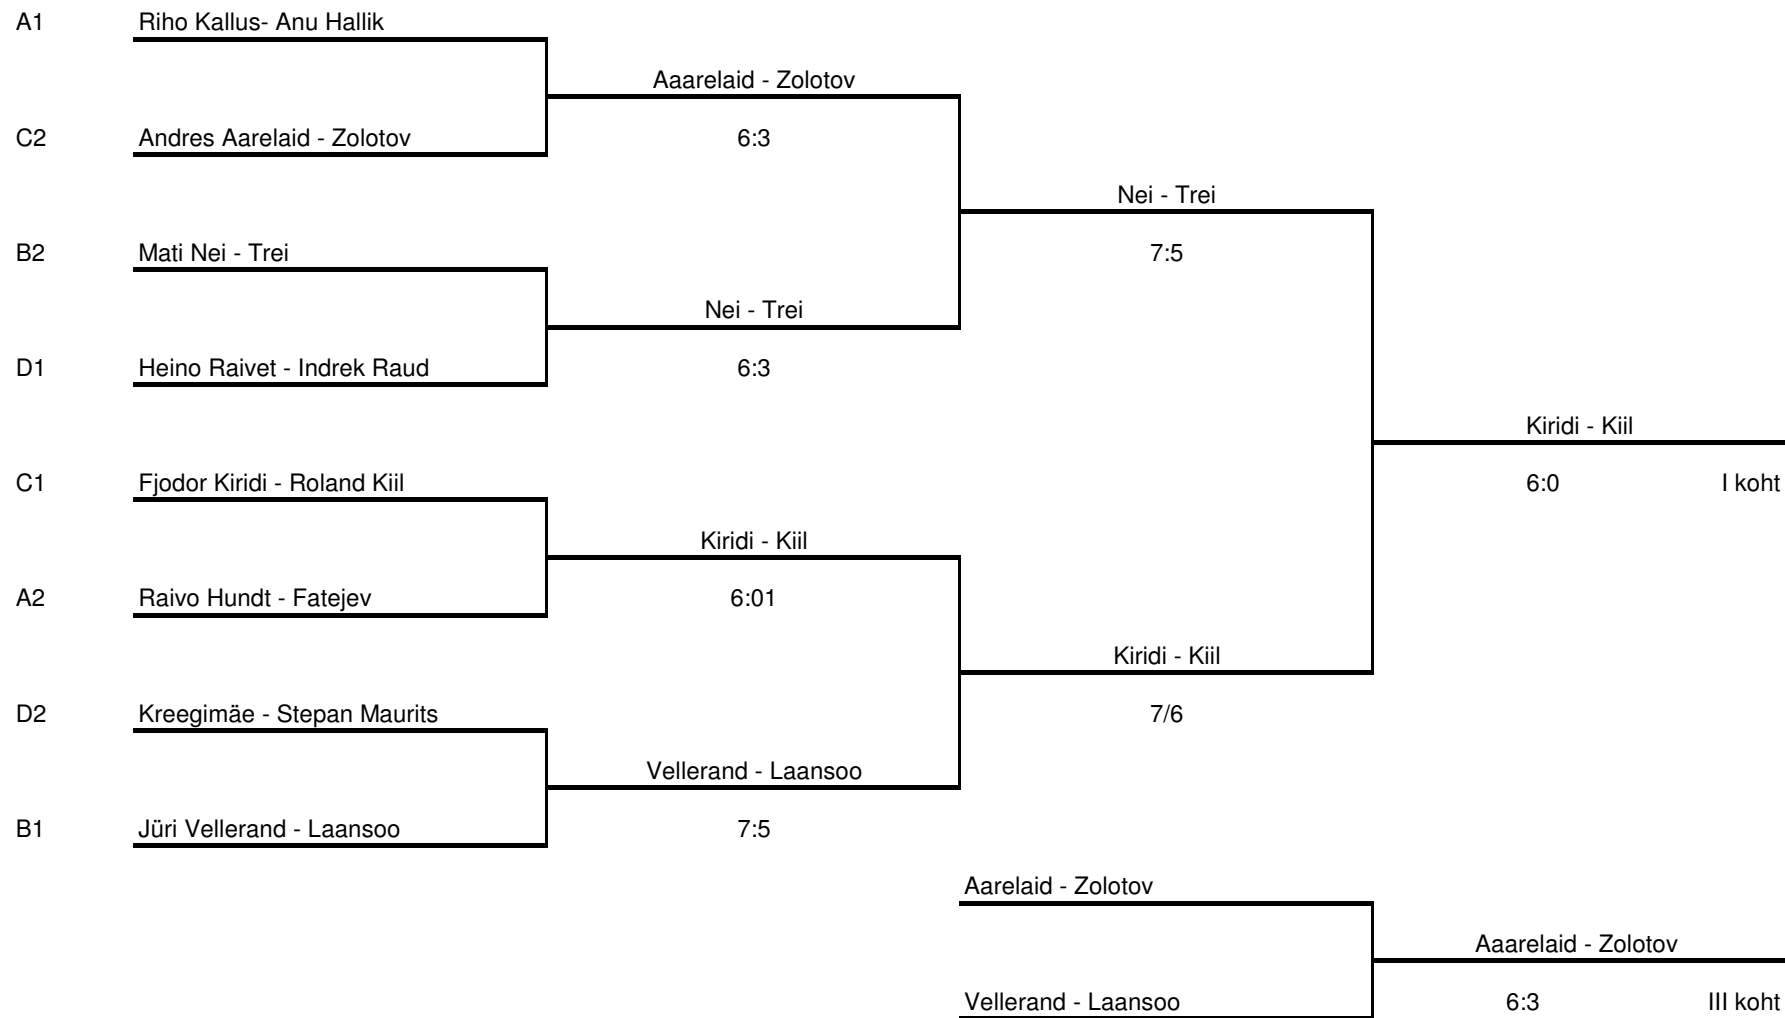 A1 Riho Kallus- Anu Hallik
Aaarelaid - Zolotov
C2 Andres Aarelaid - Zolotov 6:3
Nei - Trei
B2 Mati Nei - Trei 7:5
Nei - Trei
D1 Heino Raivet - Indrek Raud 6:3
Kiridi - Kiil
C1 Fjodor Kiridi - Roland Kiil 6:0 I koht
Kiridi - Kiil
A2 Raivo Hundt - Fatejev 6:01
Kiridi - Kiil
D2 Kreegimäe - Stepan Maurits 7/6
Vellerand - Laansoo
B1 Jüri Vellerand - Laansoo 7:5
Aarelaid - Zolotov
Aaarelaid - Zolotov
Vellerand - Laansoo 6:3 III koht